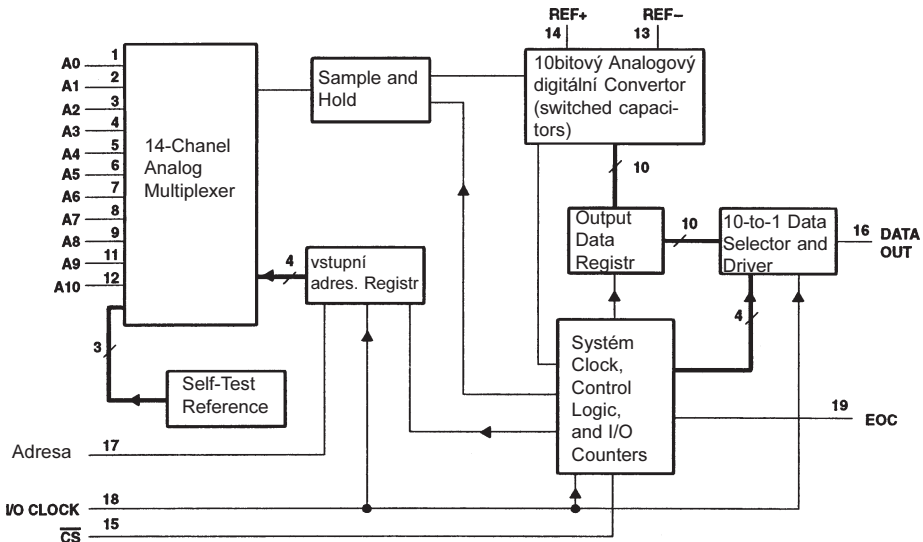 REF+ REF–
14 13
A0 1
A1 2
A2 3
A3 4
A4 5
A5 6
A6 7
A7 8
A8 9
A9 11
A10 12
14-Chanel
Analog
Multiplexer
Sample and
Hold
10bitový Analogový
digitální Convertor
(switched capaci-
tors)
10
Output
Data
Registr
10
10-to-1 Data
Selector and
Driver
16 DATA
OUT
4
vstupní
adres. Registr
4
3
Self-Test
Reference
Systém
Clock,
Control
Logic,
and I/O
Counters
19
EOC
Adresa 17
I/O CLOCK 18
C̅S̅ 15